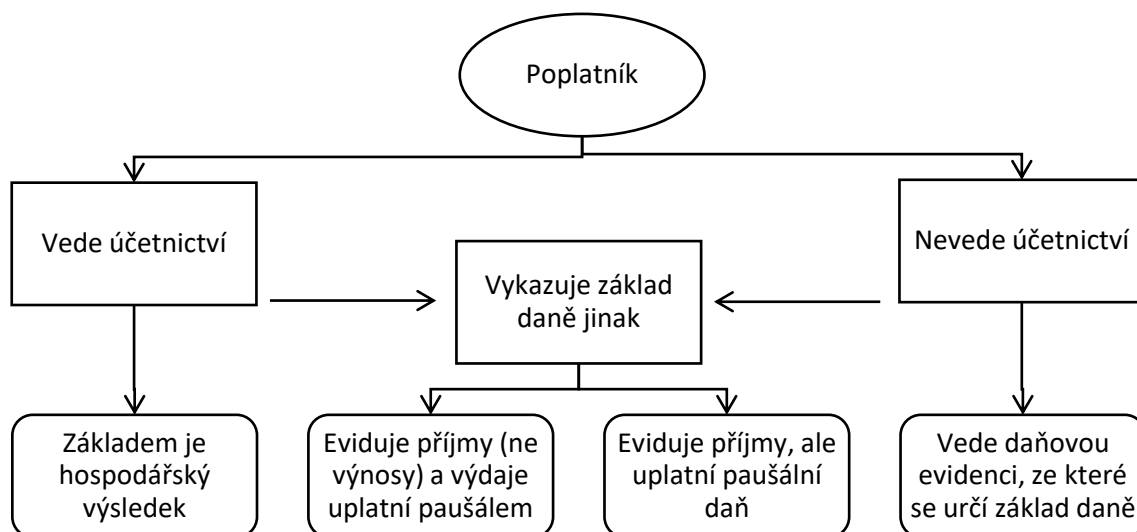 Poplatník
Vede účetnictví
Nevede účetnictví
Vykazuje základ
daně jinak
Základem je
hospodářský
výsledek
Eviduje příjmy (ne
výnosy) a výdaje
uplatní paušálem
Eviduje příjmy, ale
uplatní paušální
daň
Vede daňovou
evidenci, ze které
se určí základ daně